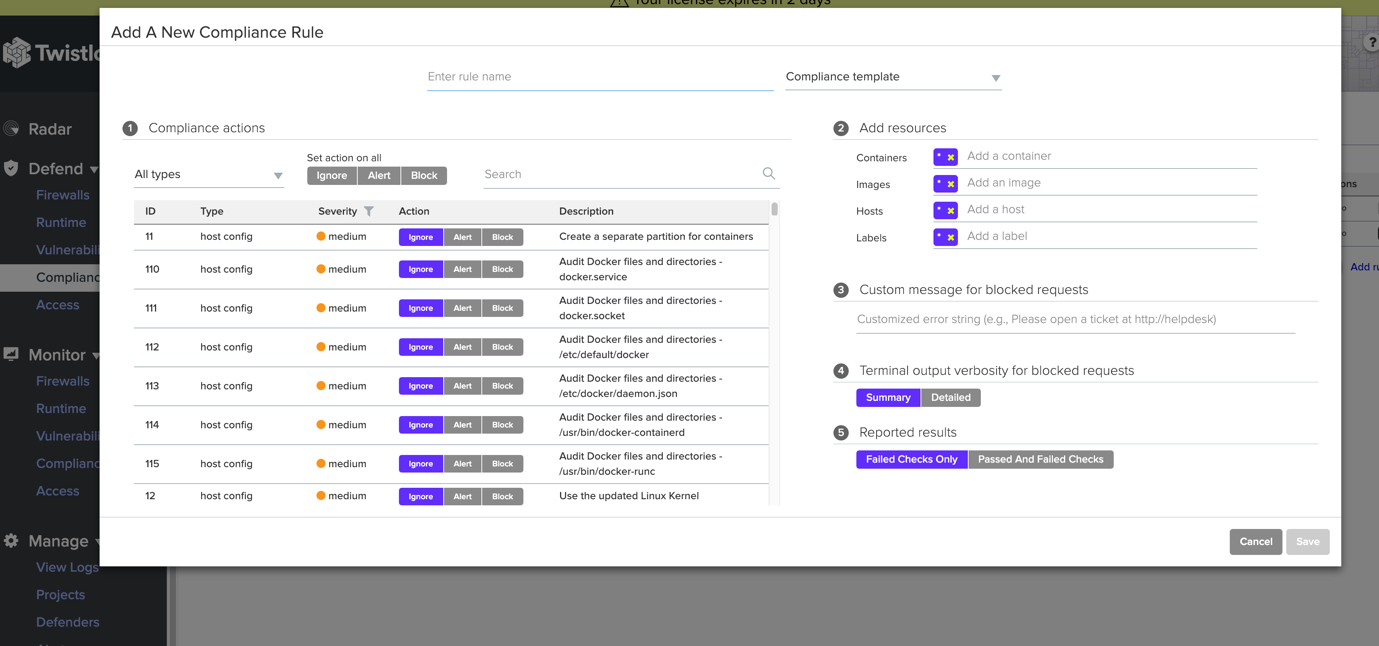 Your license expires in 2 days
Add A New Compliance Rule
Enter rule name
Compliance template
1 Compliance actions
Set action on all
All types
Ignore Alert Block
Search
ID Type Severity Action Description
11 host config medium Ignore Alert Block Create a separate partition for containers
110 host config medium Ignore Alert Block Audit Docker files and directories -
docker.service
111 host config medium Ignore Alert Block Audit Docker files and directories -
docker.socket
112 host config medium Ignore Alert Block Audit Docker files and directories -
/etc/default/docker
113 host config medium Ignore Alert Block Audit Docker files and directories -
/etc/docker/daemon.json
114 host config medium Ignore Alert Block Audit Docker files and directories -
/usr/bin/docker-containerd
115 host config medium Ignore Alert Block Audit Docker files and directories -
/usr/bin/docker-runc
12 host config medium Ignore Alert Block Use the updated Linux Kernel
2 Add resources
Containers * x Add a container
Images * x Add an image
Hosts * x Add a host
Labels * x Add a label
3 Custom message for blocked requests
Customized error string (e.g., Please open a ticket at http://helpdesk)
4 Terminal output verbosity for blocked requests
Summary Detailed
5 Reported results
Failed Checks Only Passed And Failed Checks
Cancel Save
Twistlo
Radar
Defend
Firewalls
Runtime
Vulnerabili
Complianc
Access
Monitor
Firewalls
Runtime
Vulnerabili
Complianc
Access
Manage
View Logs
Projects
Defenders
?
ons
Add ru